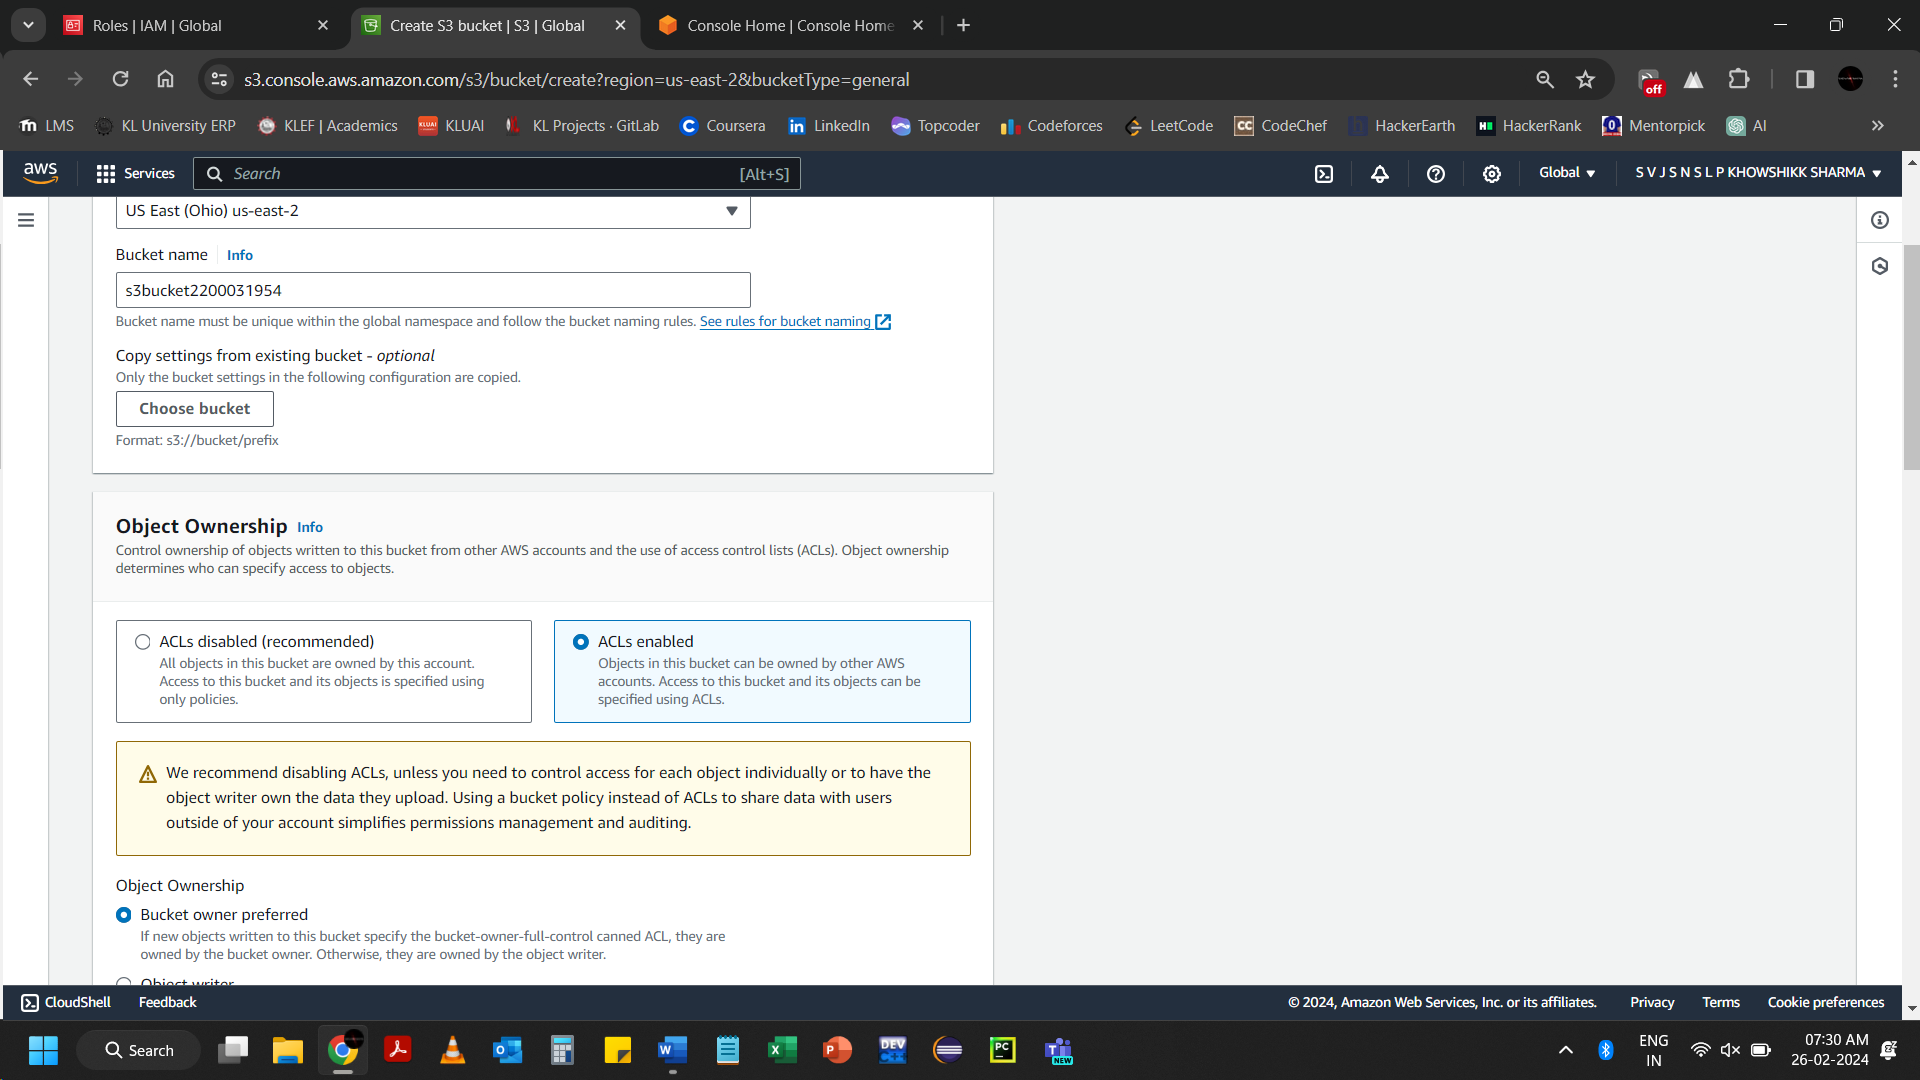 Roles | IAM | Global
Create S3 bucket | S3 | Global
Console Home | Console Home
s3.console.aws.amazon.com/s3/bucket/create?region=us-east-2&bucketType=general
off
LMS
KL University ERP
KLEF | Academics
KLUAI
KL Projects · GitLab
Coursera
LinkedIn
Topcoder
Codeforces
LeetCode
CodeChef
HackerEarth
HackerRank
Mentorpick
AI
aws
Services
Search
[Alt+S]
Global
S V J S N S L P KHOWSHIKK SHARMA
US East (Ohio) us-east-2
Bucket name
Info
s3bucket2200031954
Bucket name must be unique within the global namespace and follow the bucket naming rules. See rules for bucket naming
Copy settings from existing bucket - optional
Only the bucket settings in the following configuration are copied.
Choose bucket
Format: s3://bucket/prefix
Object Ownership Info
Control ownership of objects written to this bucket from other AWS accounts and the use of access control lists (ACLs). Object ownership
determines who can specify access to objects.
ACLs disabled (recommended)
All objects in this bucket are owned by this account.
Access to this bucket and its objects is specified using
only policies.
ACLs enabled
Objects in this bucket can be owned by other AWS
accounts. Access to this bucket and its objects can be
specified using ACLs.
We recommend disabling ACLs, unless you need to control access for each object individually or to have the
object writer own the data they upload. Using a bucket policy instead of ACLs to share data with users
outside of your account simplifies permissions management and auditing.
Object Ownership
Bucket owner preferred
If new objects written to this bucket specify the bucket-owner-full-control canned ACL, they are
owned by the bucket owner. Otherwise, they are owned by the object writer.
Object writer
CloudShell
Feedback
© 2024, Amazon Web Services, Inc. or its affiliates.
Privacy
Terms
Cookie preferences
Search
ENG
IN
07:30 AM
26-02-2024